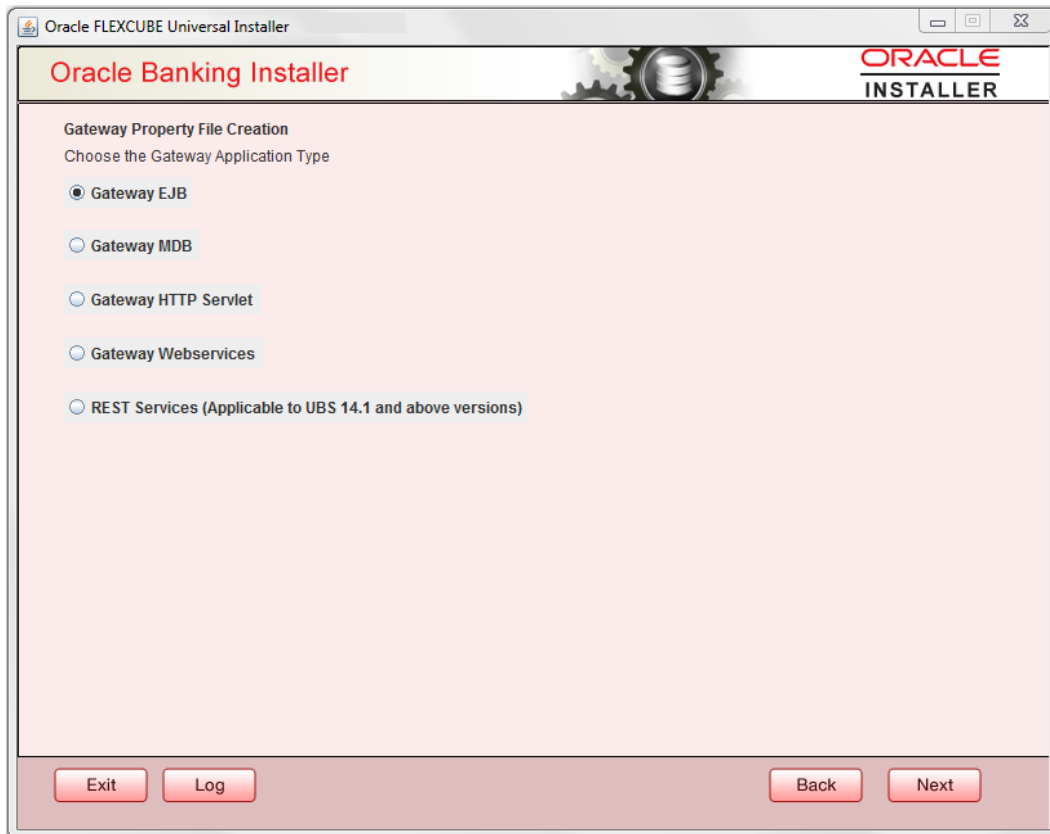 Oracle FLEXCUBE Universal Installer
Oracle Banking Installer
ORACLE
INSTALLER
Gateway Property File Creation
Choose the Gateway Application Type
Gateway EJB
Gateway MDB
Gateway HTTP Servlet
Gateway Webservices
REST Services (Applicable to UBS 14.1 and above versions)
Exit
Log
Back
Next